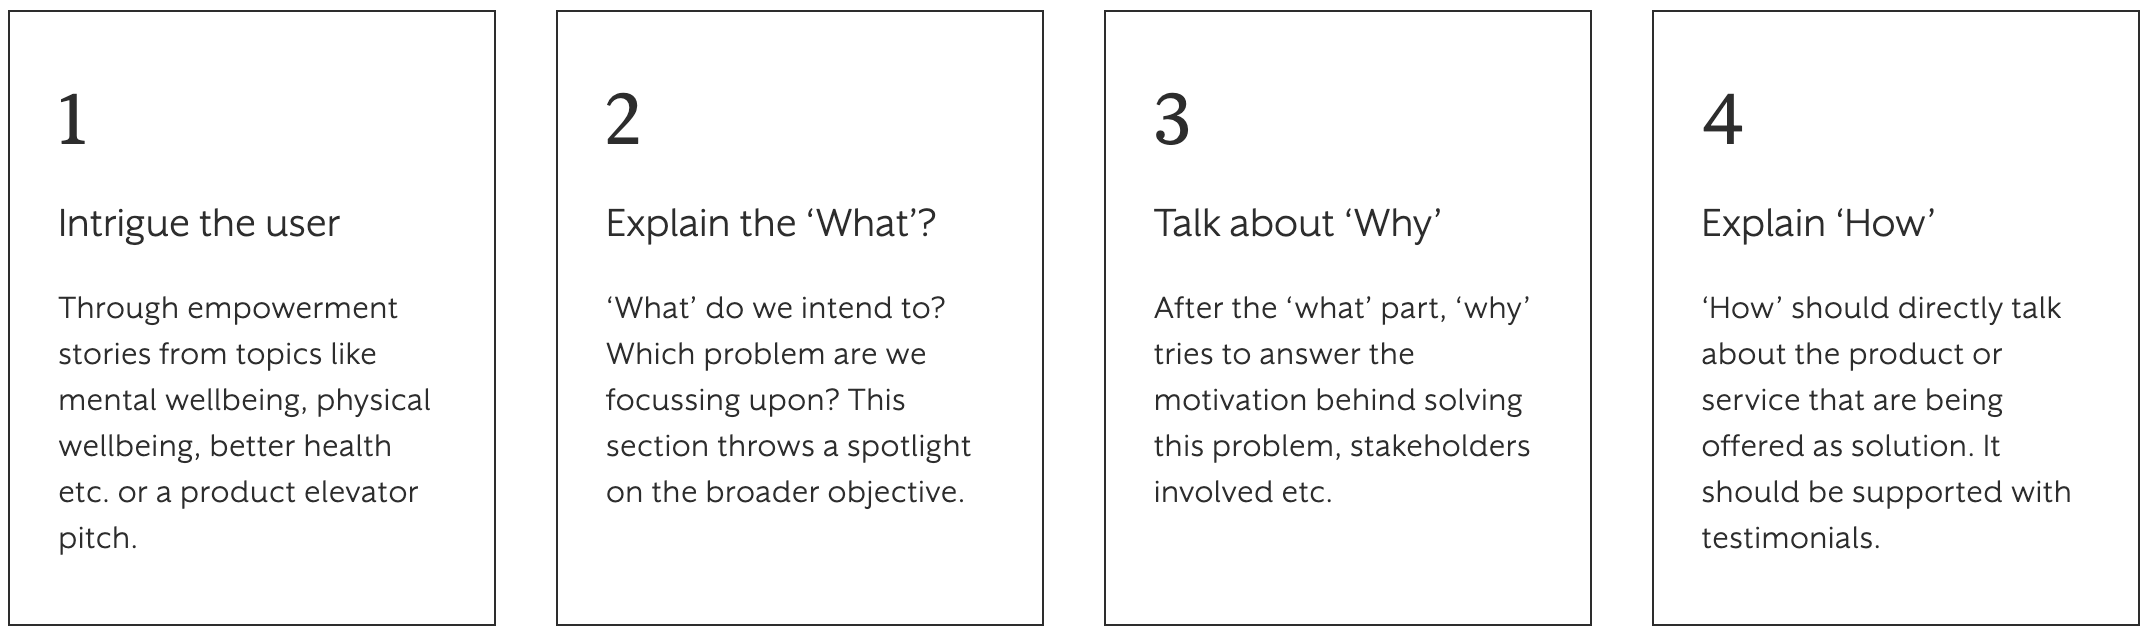 1
Intrigue the user
Through empowerment
stories from topics like
mental wellbeing, physical
wellbeing, better health
etc. or a product elevator
pitch.
2
Explain the ‘What’?
‘What’ do we intend to?
Which problem are we
focussing upon? This
section throws a spotlight
on the broader objective.
3
Talk about ‘Why’
After the ‘what’ part, ‘why’
tries to answer the
motivation behind solving
this problem, stakeholders
involved etc.
4
Explain ‘How’
‘How’ should directly talk
about the product or
service that are being
offered as solution. It
should be supported with
testimonials.